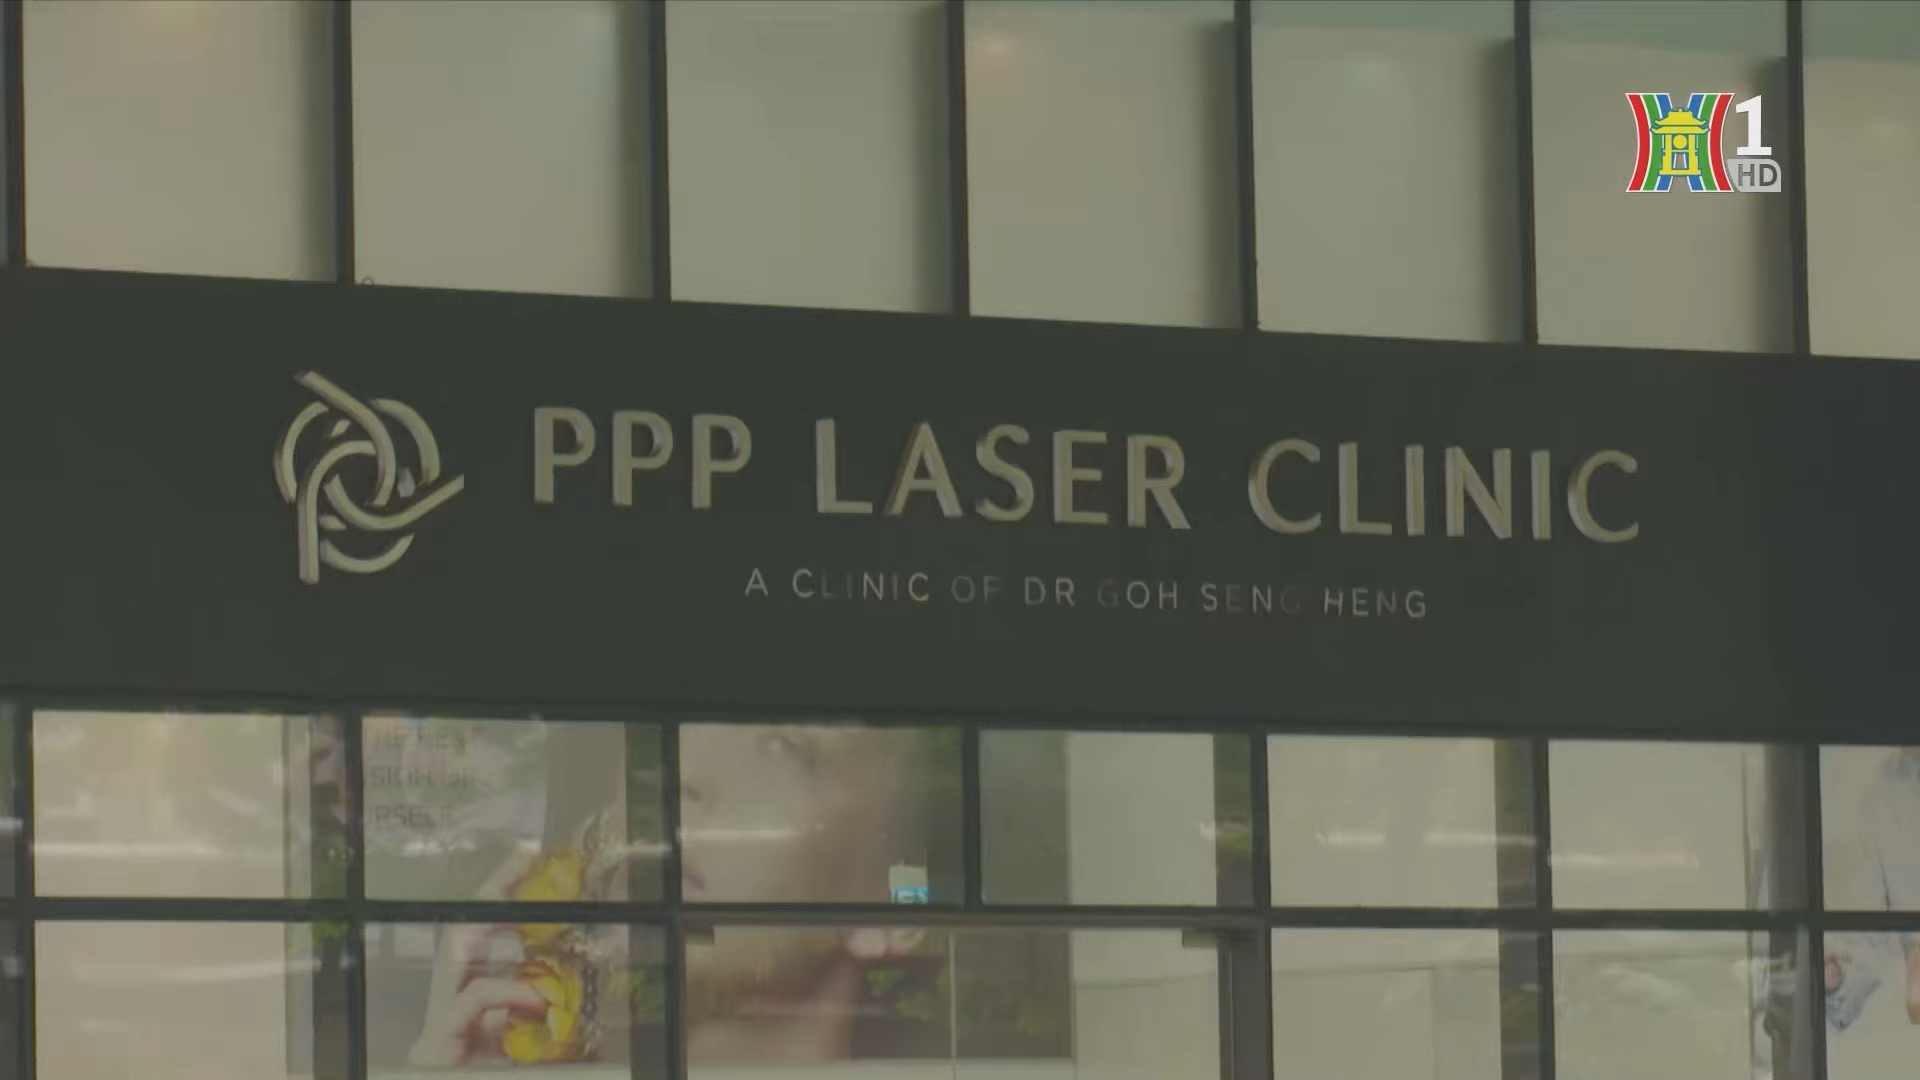 1
HD
PPP LASER CLINIC
A CLINIC OF DR GOH SENG HENG